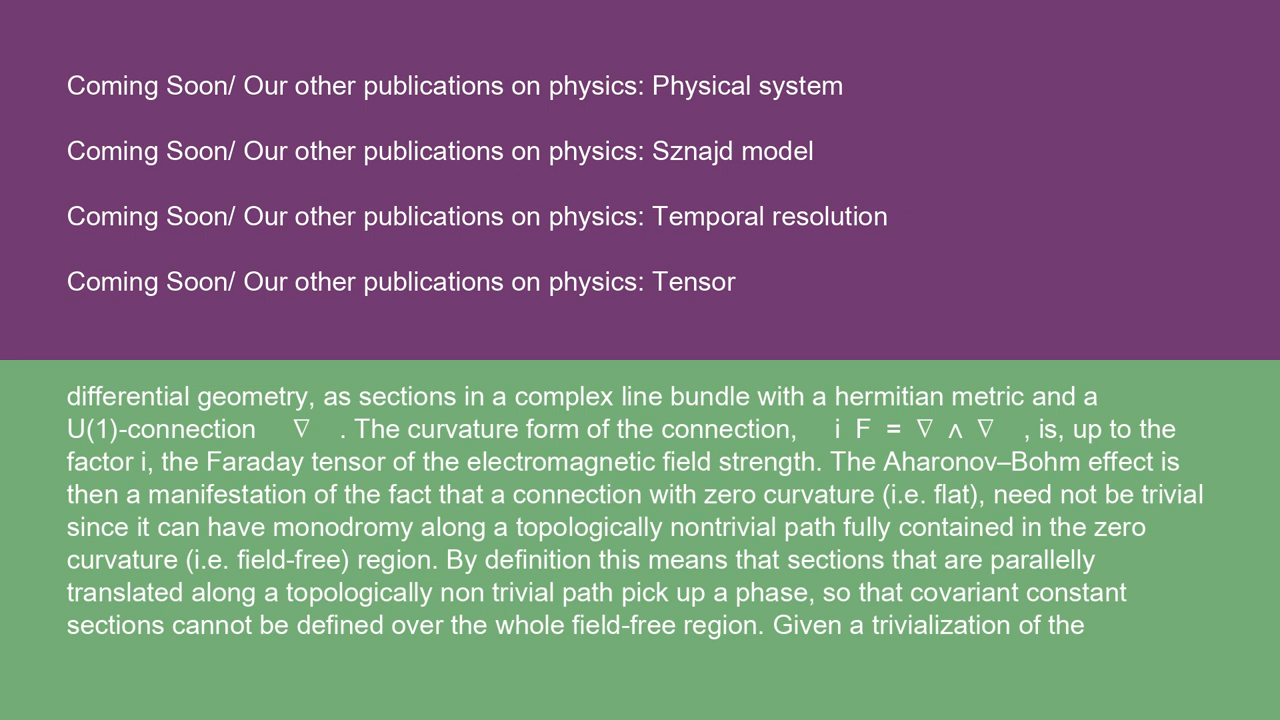 Coming Soon/ Our other publications on physics: Physical system
Coming Soon/ Our other publications on physics: Sznajd model
Coming Soon/ Our other publications on physics: Temporal resolution
Coming Soon/ Our other publications on physics: Tensor
differential geometry, as sections in a complex line bundle with a hermitian metric and a
U(1)-connection ∇ . The curvature form of the connection, i F = ∇ ∧ ∇ , is, up to the
factor i, the Faraday tensor of the electromagnetic field strength. The Aharonov–Bohm effect is
then a manifestation of the fact that a connection with zero curvature (i.e. flat), need not be trivial
since it can have monodromy along a topologically nontrivial path fully contained in the zero
curvature (i.e. field-free) region. By definition this means that sections that are parallelly
translated along a topologically non trivial path pick up a phase, so that covariant constant
sections cannot be defined over the whole field-free region. Given a trivialization of the